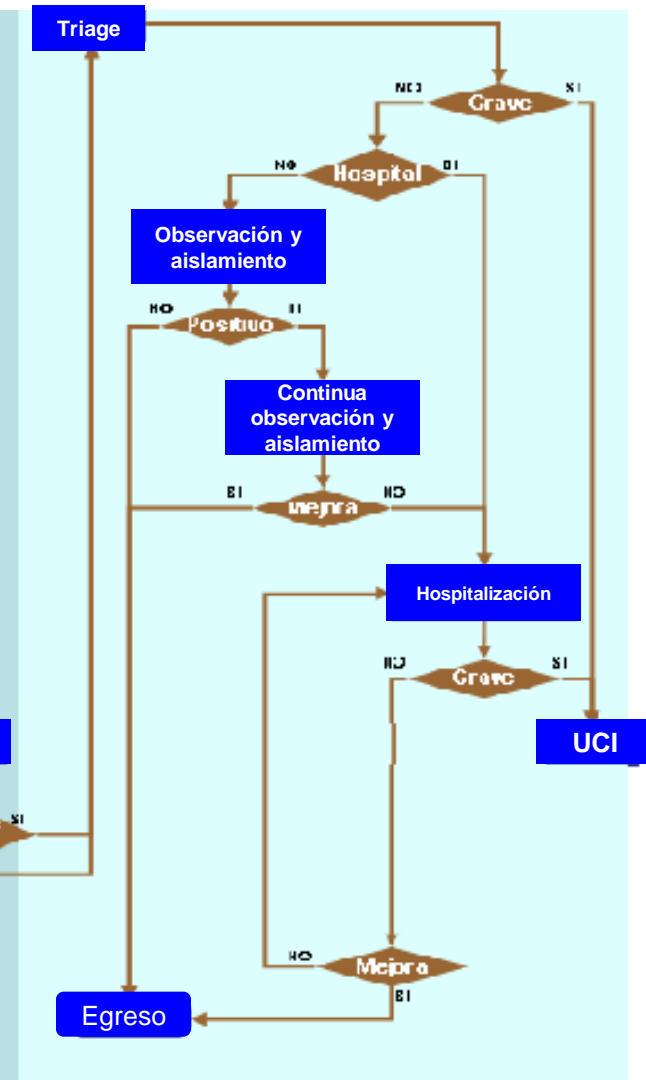 Triage
NO
SI
Grave
NO
SI
Hospital
Observación y
aislamiento
NO
SI
Positivo
Continua
observación y
aislamiento
SI
NO
Mejora
Hospitalización
NO
SI
Grave
UCI
SI
NO
Mejora
SI
Egreso